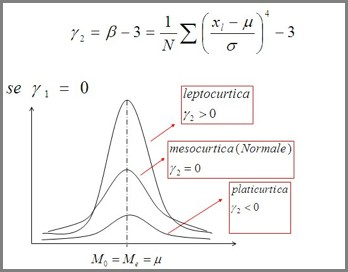 γ₂ = β − 3 = 1/N ∑ ((xᵢ − μ)/σ)⁴ − 3
se γ₁ = 0
leptocurtica
γ₂ > 0
mesocurtica (Normale)
γ₂ = 0
platicurtica
γ₂ < 0
M₀ = Mₑ = μ